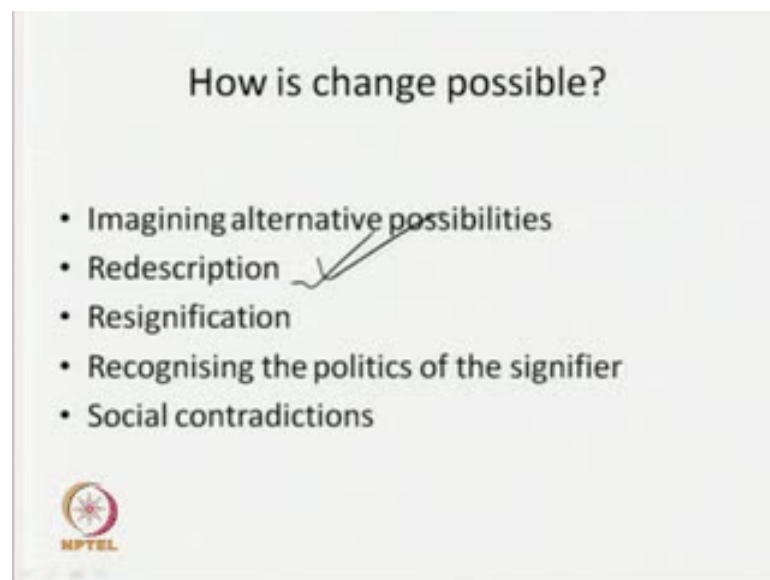 How is change possible?
• Imagining alternative possibilities
• Redescription
• Resignification
• Recognising the politics of the signifier
• Social contradictions
NPTEL